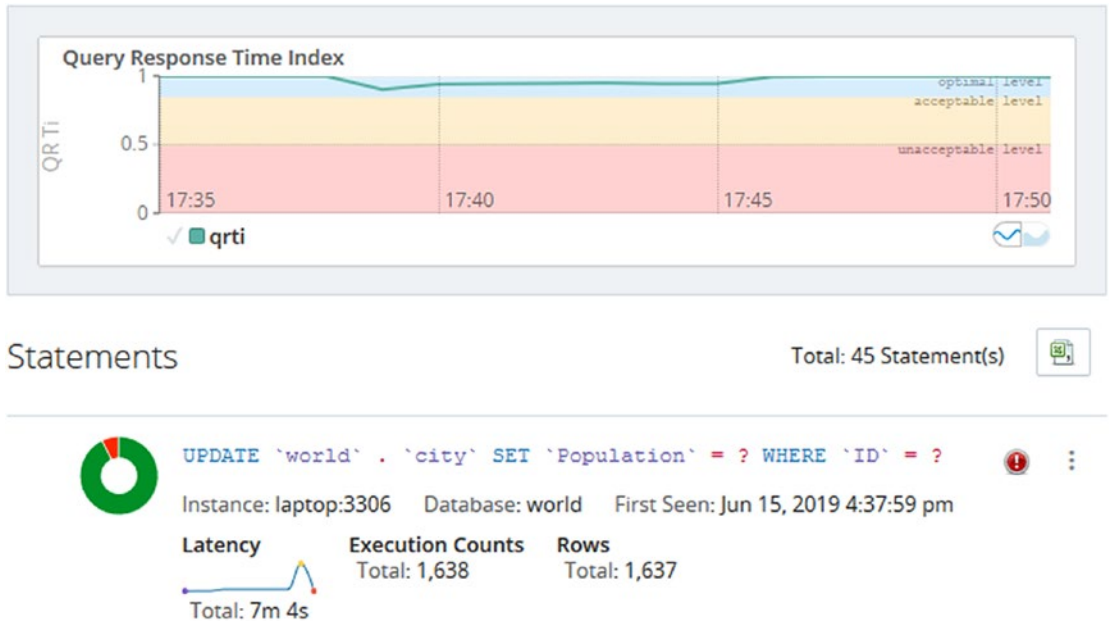 Query Response Time Index
1
optimal level
acceptable level
QR Ti
0.5
unacceptable level
17:35 17:40 17:45 17:50
0
qrti
Statements
Total: 45 Statement(s)
UPDATE `world` . `city` SET `Population` = ? WHERE `ID` = ?
Instance: laptop:3306 Database: world First Seen: Jun 15, 2019 4:37:59 pm
Latency Execution Counts Rows
Total: 1,638 Total: 1,637
Total: 7m 4s